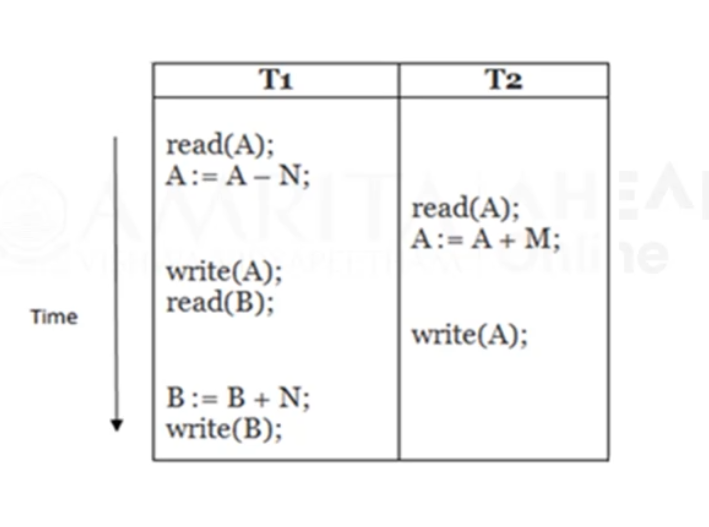 T1 T2
read(A);
A := A – N;
read(A);
A := A + M;
write(A);
read(B);
Time
write(A);
B := B + N;
write(B);
AMRITA AHEAD
Online